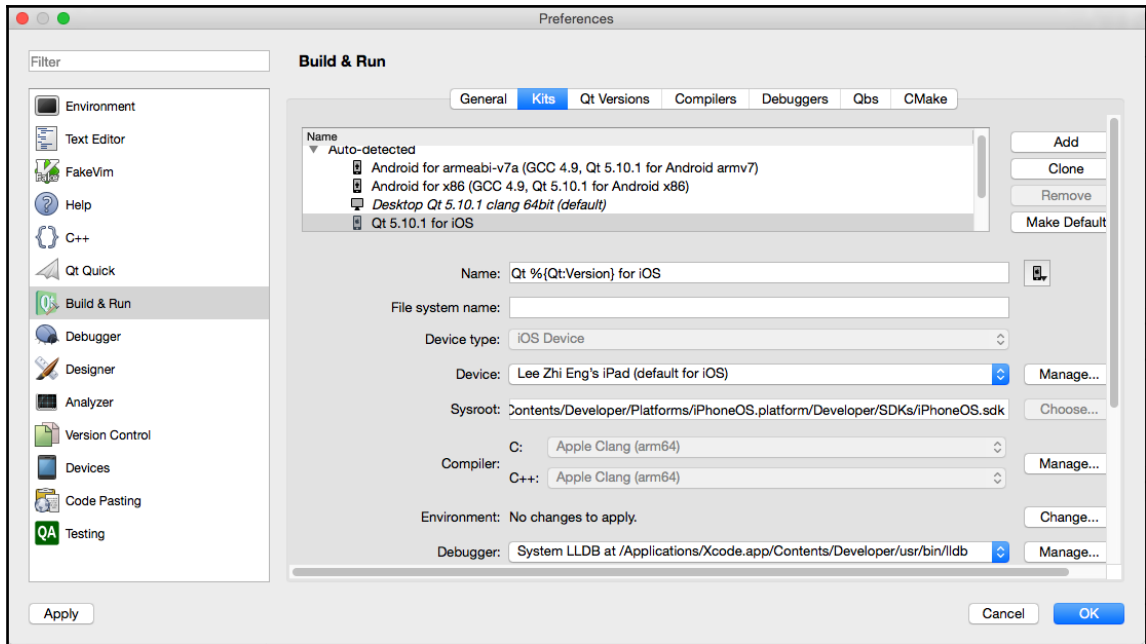 Preferences
Filter
Build & Run
Environment
Text Editor
FakeVim
Help
C++
Qt Quick
Build & Run
Debugger
Designer
Analyzer
Version Control
Devices
Code Pasting
QA Testing
General Kits Qt Versions Compilers Debuggers Qbs CMake
Name
Auto-detected
Android for armeabi-v7a (GCC 4.9, Qt 5.10.1 for Android armv7)
Android for x86 (GCC 4.9, Qt 5.10.1 for Android x86)
Desktop Qt 5.10.1 clang 64bit (default)
Qt 5.10.1 for iOS
Add
Clone
Remove
Make Default
Name: Qt %{Qt:Version} for iOS
File system name:
Device type: iOS Device
Device: Lee Zhi Eng's iPad (default for iOS) Manage...
Sysroot: Contents/Developer/Platforms/iPhoneOS.platform/Developer/SDKs/iPhoneOS.sdk Choose...
Compiler: C: Apple Clang (arm64)
C++: Apple Clang (arm64) Manage...
Environment: No changes to apply. Change...
Debugger: System LLDB at /Applications/Xcode.app/Contents/Developer/usr/bin/lldb Manage...
Apply Cancel OK